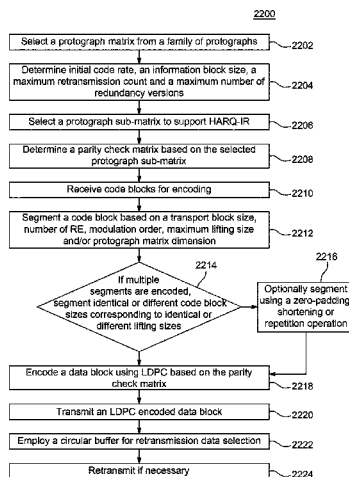 2200
Select a protograph matrix from a family of protographs
2202
Determine initial code rate, an information block size, a
maximum retransmission count and a maximum number of
redundancy versions
2204
Select a protograph sub-matrix to support HARQ-IR
2206
Determine a parity check matrix based on the selected
protograph sub-matrix
2208
Receive code blocks for encoding
2210
Segment a code block based on a transport block size,
number of RE, modulation order, maximum lifting size
and/or protograph matrix dimension
2212
2214
If multiple
segments are encoded,
segment identical or different code block
sizes corresponding to identical or
different lifting sizes
2216
Optionally segment
using a zero-padding,
shortening or
repetition operation
Encode a data block using LDPC based on the parity
check matrix
2218
Transmit an LDPC encoded data block
2220
Employ a circular buffer for retransmission data selection
2222
Retransmit if necessary
2224